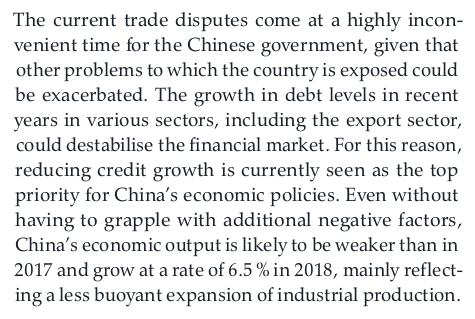 The current trade disputes come at a highly incon-
venient time for the Chinese government, given that
other problems to which the country is exposed could
be exacerbated. The growth in debt levels in recent
years in various sectors, including the export sector,
could destabilise the financial market. For this reason,
reducing credit growth is currently seen as the top
priority for China's economic policies. Even without
having to grapple with additional negative factors,
China's economic output is likely to be weaker than in
2017 and grow at a rate of 6.5 % in 2018, mainly reflect-
ing a less buoyant expansion of industrial production.